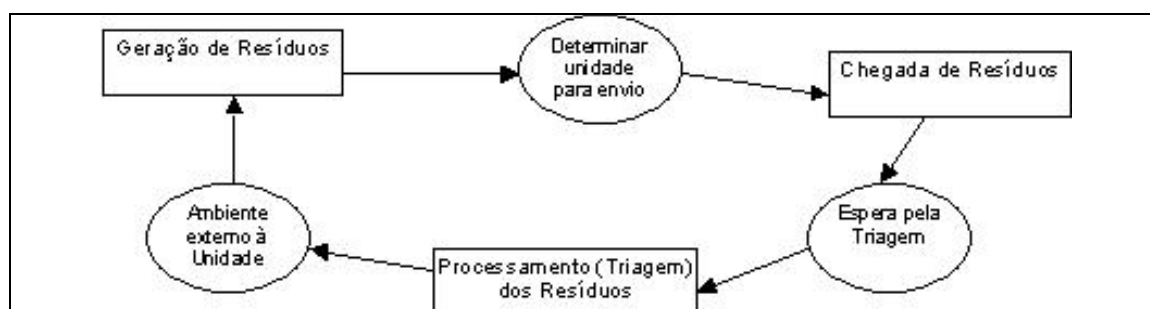 Geração de Resíduos
Determinar
unidade
para envio
Chegada de Resíduos
Espera pela
Triagem
Processamento (Triagem)
dos Resíduos
Ambiente
externo à
Unidade